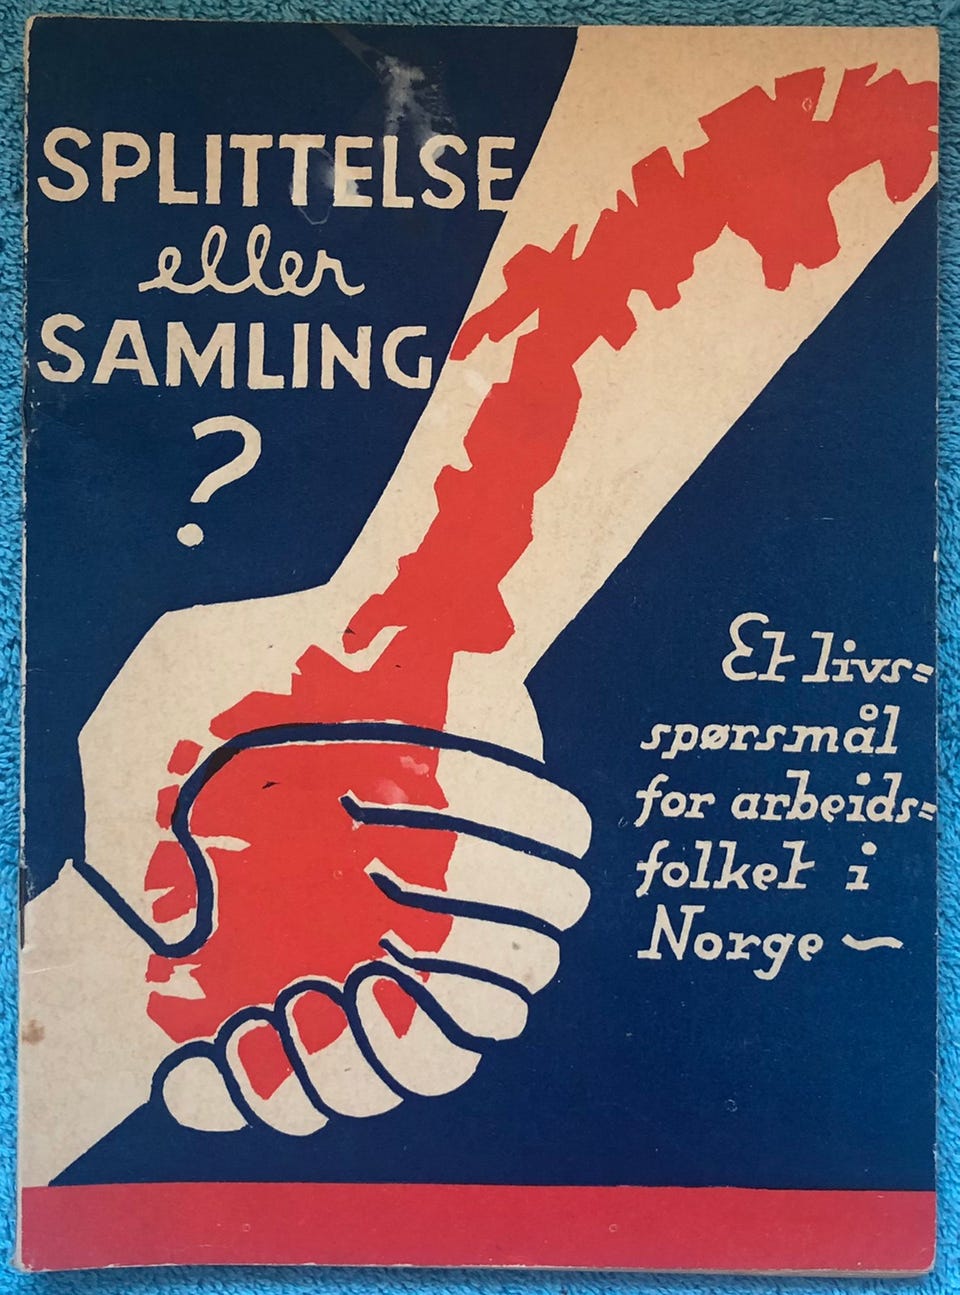 SPLITTELSE
eller
SAMLING
?
Et livs=
spørsmål
for arbeids=
folket i
Norge —